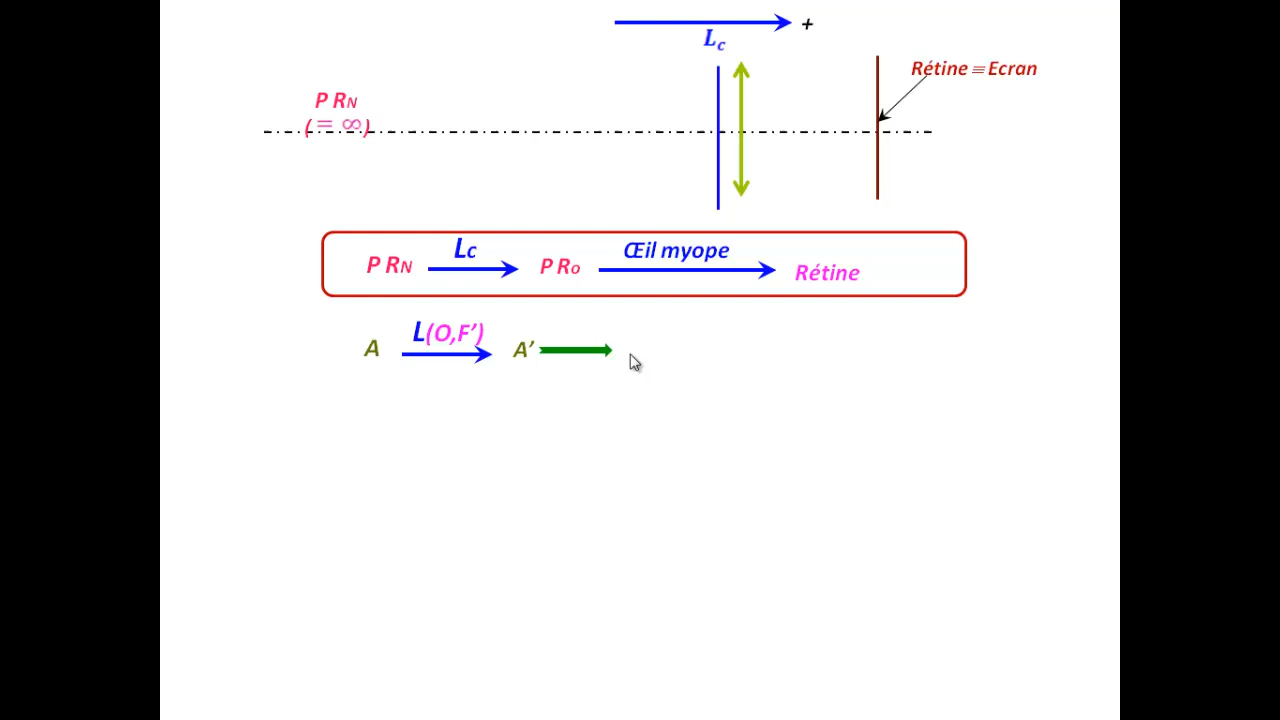 +
Lc
Rétine ≡ Ecran
P RN
( = ∞ )
P RN Lc P Ro Œil myope Rétine
A L(O,F’) A’